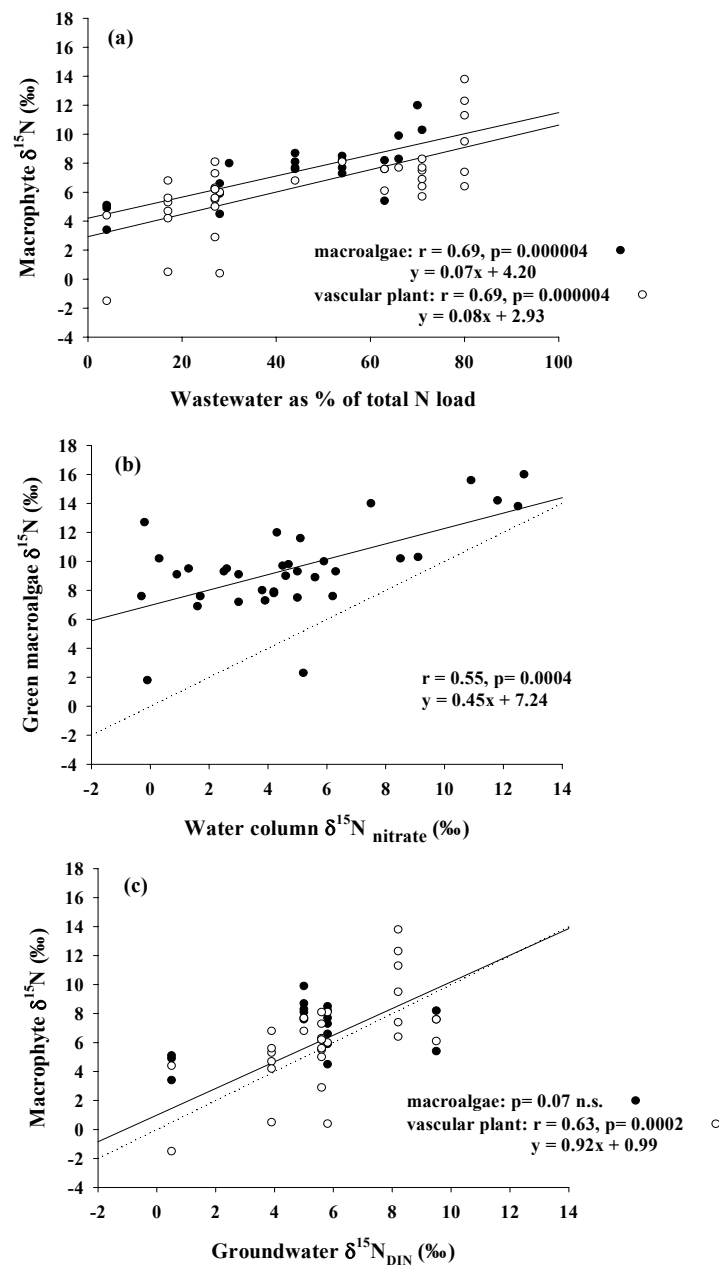 (a)
Macrophyte δ15N (‰)
18
16
14
12
10
8
6
4
2
0
-2
-4
macroalgae: r = 0.69, p= 0.000004
y = 0.07x + 4.20
vascular plant: r = 0.69, p= 0.000004
y = 0.08x + 2.93
0 20 40 60 80 100
Wastewater as % of total N load
(b)
Green macroalgae δ15N (‰)
18
16
14
12
10
8
6
4
2
0
-2
-4
r = 0.55, p= 0.0004
y = 0.45x + 7.24
-2 0 2 4 6 8 10 12 14
Water column δ15N nitrate (‰)
(c)
Macrophyte δ15N (‰)
18
16
14
12
10
8
6
4
2
0
-2
-4
macroalgae: p= 0.07 n.s.
vascular plant: r = 0.63, p= 0.0002
y = 0.92x + 0.99
-2 0 2 4 6 8 10 12 14
Groundwater δ15NDIN (‰)